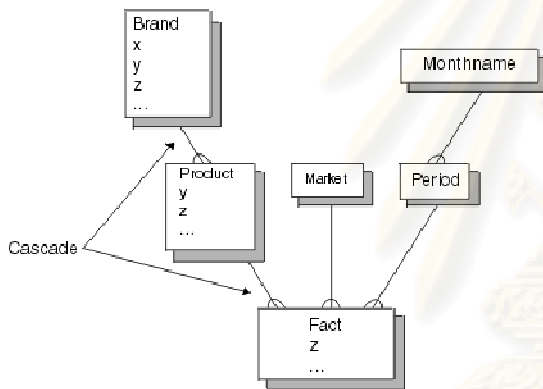 Brand
x
y
z
...
Monthname
Product
y
z
...
Market
Period
Cascade
Fact
z
...